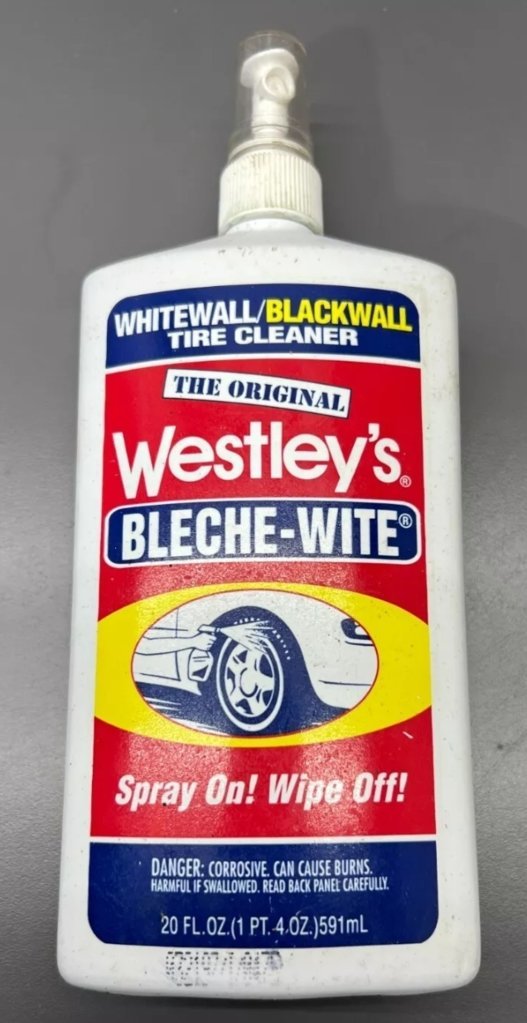 WHITEWALL/BLACKWALL
TIRE CLEANER
THE ORIGINAL
Westley's®
BLECHE-WITE®
Spray On! Wipe Off!
DANGER: CORROSIVE. CAN CAUSE BURNS.
HARMFUL IF SWALLOWED. READ BACK PANEL CAREFULLY.
20 FL.OZ.(1 PT. 4.OZ.)591mL